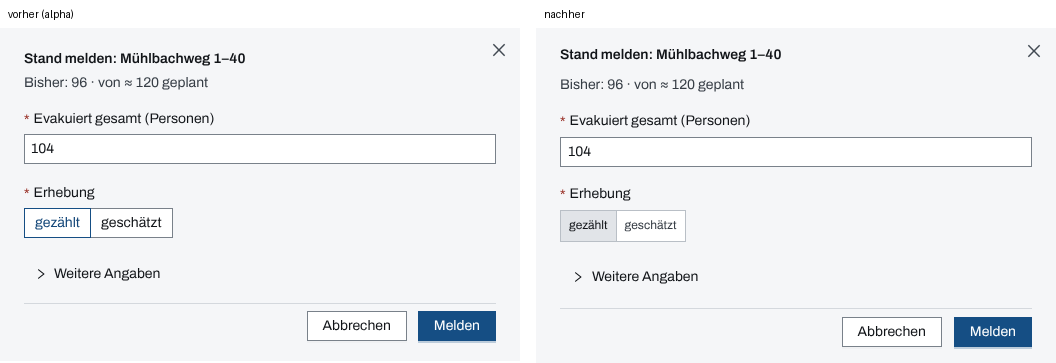 vorher (alpha)
Stand melden: Mühlbachweg 1–40
Bisher: 96 · von ≈ 120 geplant
* Evakuiert gesamt (Personen)
104
* Erhebung
gezählt geschätzt
Weitere Angaben
Abbrechen Melden
nachher
Stand melden: Mühlbachweg 1–40
Bisher: 96 · von ≈ 120 geplant
* Evakuiert gesamt (Personen)
104
* Erhebung
gezählt geschätzt
Weitere Angaben
Abbrechen Melden